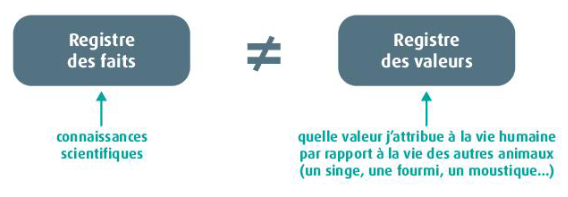 Registre
des faits
≠
Registre
des valeurs
connaissances
scientifiques
quelle valeur j'attribue à la vie humaine
par rapport à la vie des autres animaux
(un singe, une fourmi, un moustique...)